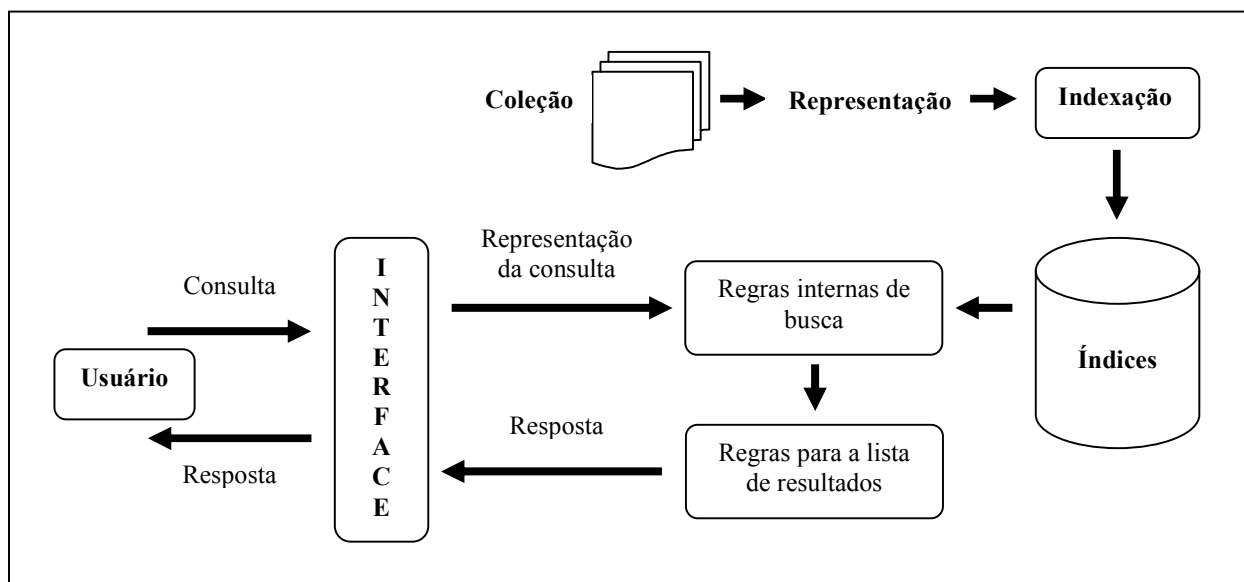 Coleção
Representação
Indexação
Representação
da consulta
Consulta
I
N
T
E
R
F
A
C
E
Regras internas de
busca
Usuário
Índices
Resposta
Resposta
Regras para a lista
de resultados